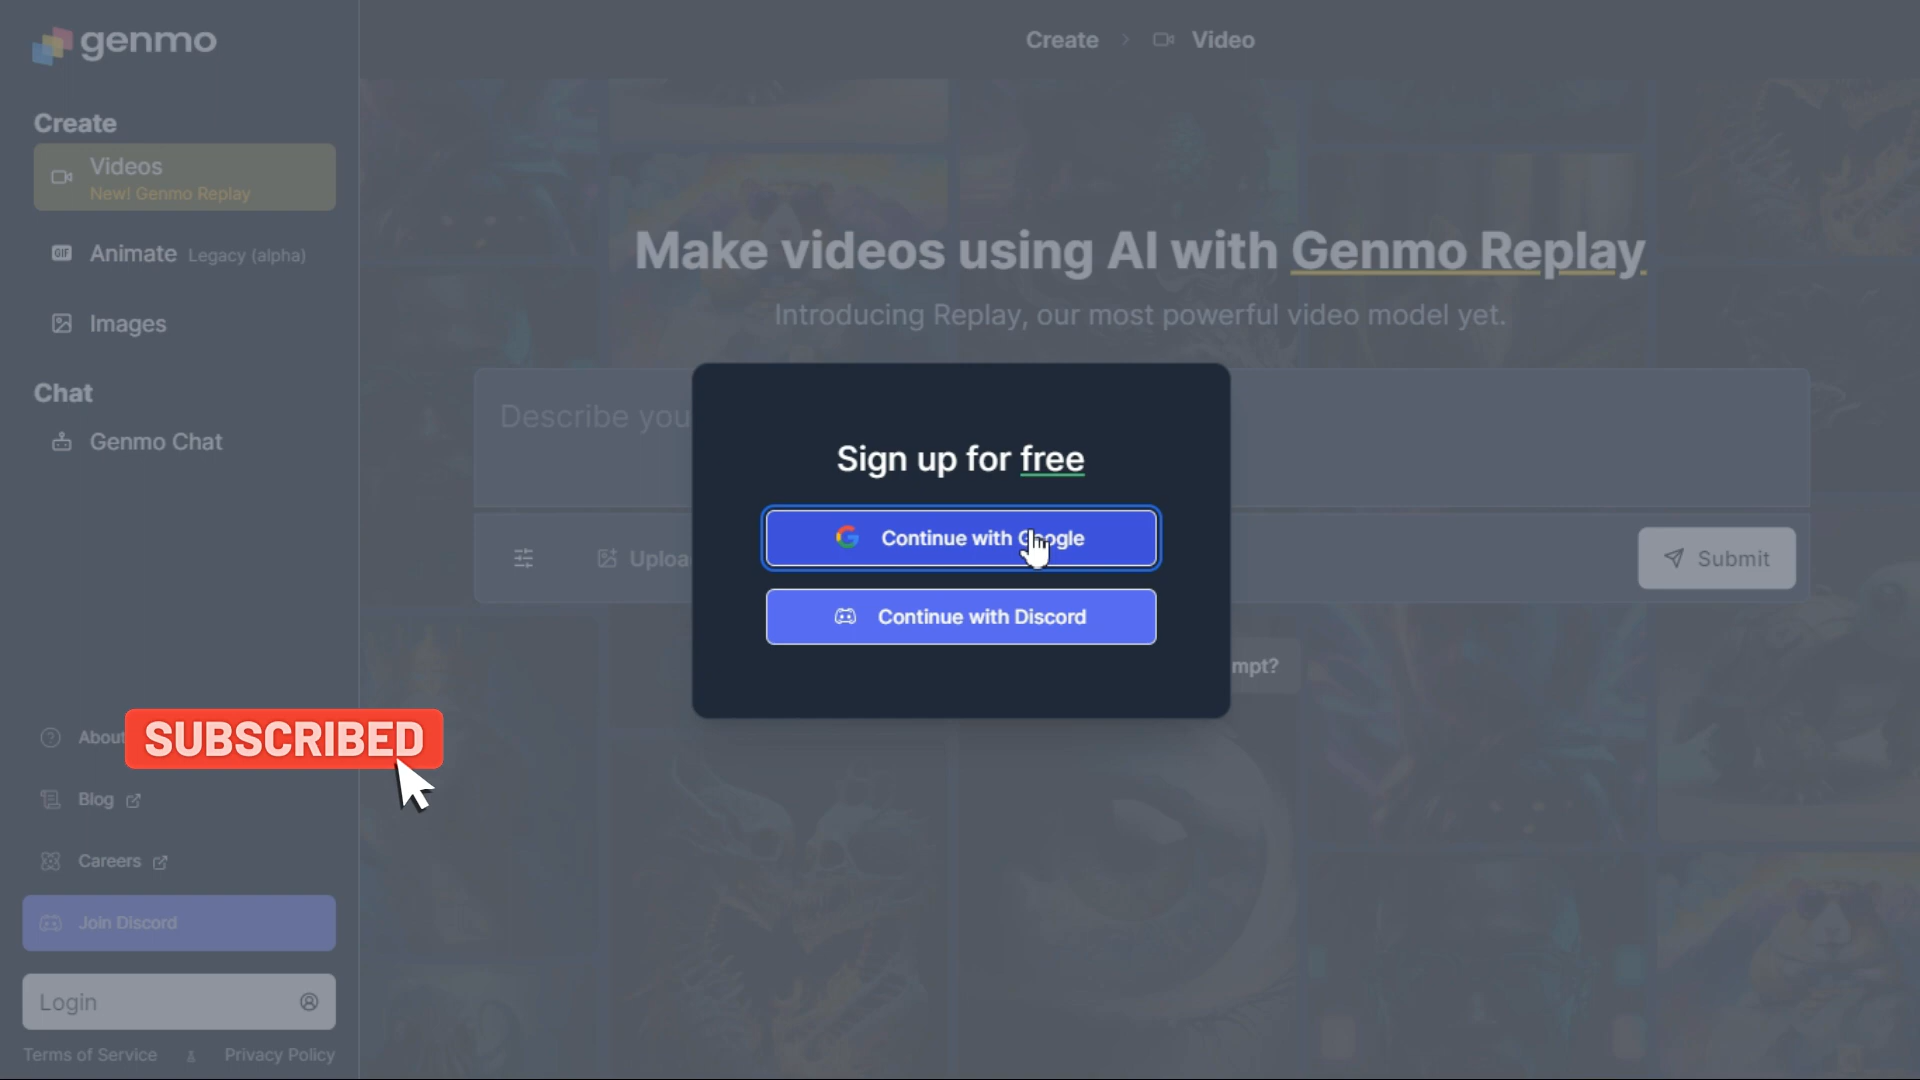 genmo
Create > Video
Create
Videos
New! Genmo Replay
Animate Legacy (alpha)
Images
Chat
Genmo Chat
Make videos using AI with Genmo Replay
Introducing Replay, our most powerful video model yet.
Describe you
Sign up for free
Continue with Google
Continue with Discord
Uploa
Submit
mpt?
About
SUBSCRIBED
Blog
Careers
Join Discord
Login
Terms of Service
Privacy Policy